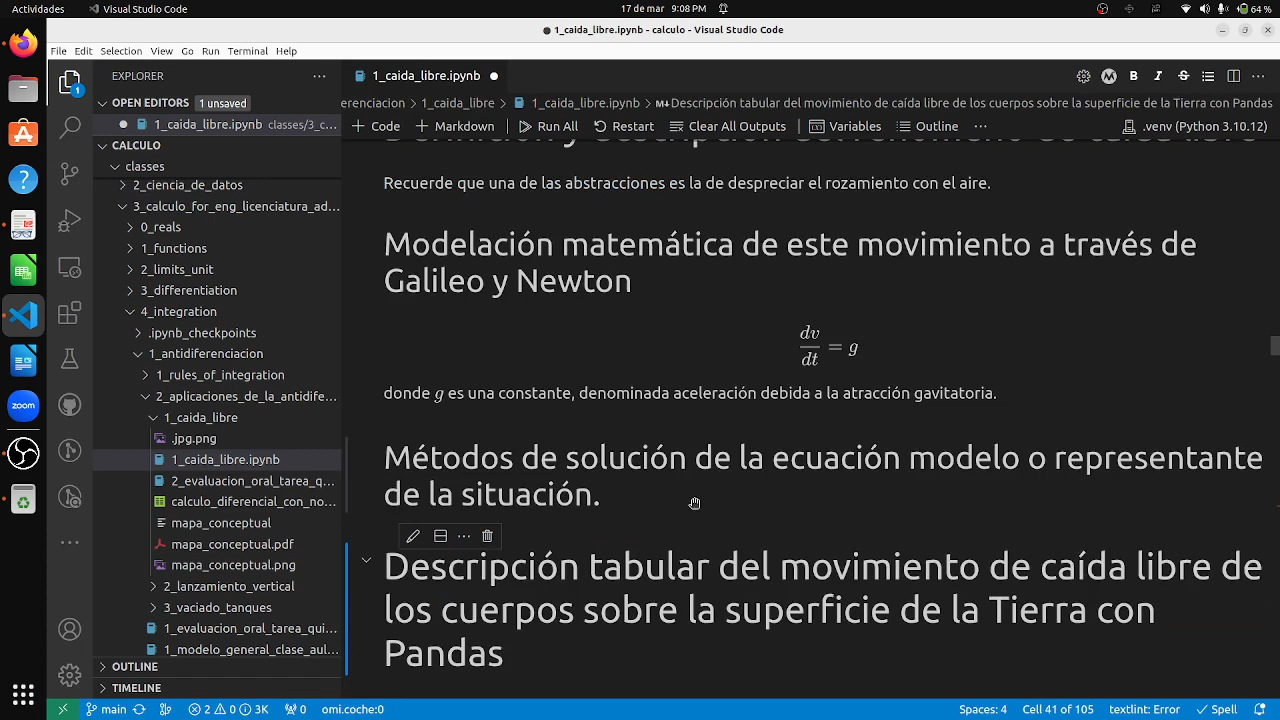 Actividades
Visual Studio Code
17 de mar 9:08 PM
64 %
1_caida_libre.ipynb - calculo - Visual Studio Code
File Edit Selection View Go Run Terminal Help
EXPLORER
OPEN EDITORS 1 unsaved
1_caida_libre.ipynb classes/3_c...
CALCULO
classes
2_ciencia_de_datos
3_calculo_for_eng_licenciatura_ad...
0_reals
1_functions
2_limits_unit
3_differentiation
4_integration
.ipynb_checkpoints
1_antidiferenciacion
1_rules_of_integration
2_aplicaciones_de_la_antidife...
1_caida_libre
.jpg.png
1_caida_libre.ipynb
2_evaluacion_oral_tarea_q...
calculo_diferencial_con_no...
mapa_conceptual
mapa_conceptual.pdf
mapa_conceptual.png
2_lanzamiento_vertical
3_vaciado_tanques
1_evaluacion_oral_tarea_qui...
1_modelo_general_clase_aul...
OUTLINE
TIMELINE
1_caida_libre.ipynb
erenciacion > 1_caida_libre > 1_caida_libre.ipynb > Descripción tabular del movimiento de caída libre de los cuerpos sobre la superficie de la Tierra con Pandas
+ Code + Markdown Run All Restart Clear All Outputs Variables Outline ... .venv (Python 3.10.12)
Recuerde que una de las abstracciones es la de despreciar el rozamiento con el aire.
Modelación matemática de este movimiento a través de
Galileo y Newton
dv/dt = g
donde g es una constante, denominada aceleración debida a la atracción gavitatoria.
Métodos de solución de la ecuación modelo o representante
de la situación.
Descripción tabular del movimiento de caída libre de
los cuerpos sobre la superficie de la Tierra con
Pandas
main 2 0 3K 0 omi.coche:0 Spaces: 4 Cell 41 of 105 textlint: Error Spell
zoom
1